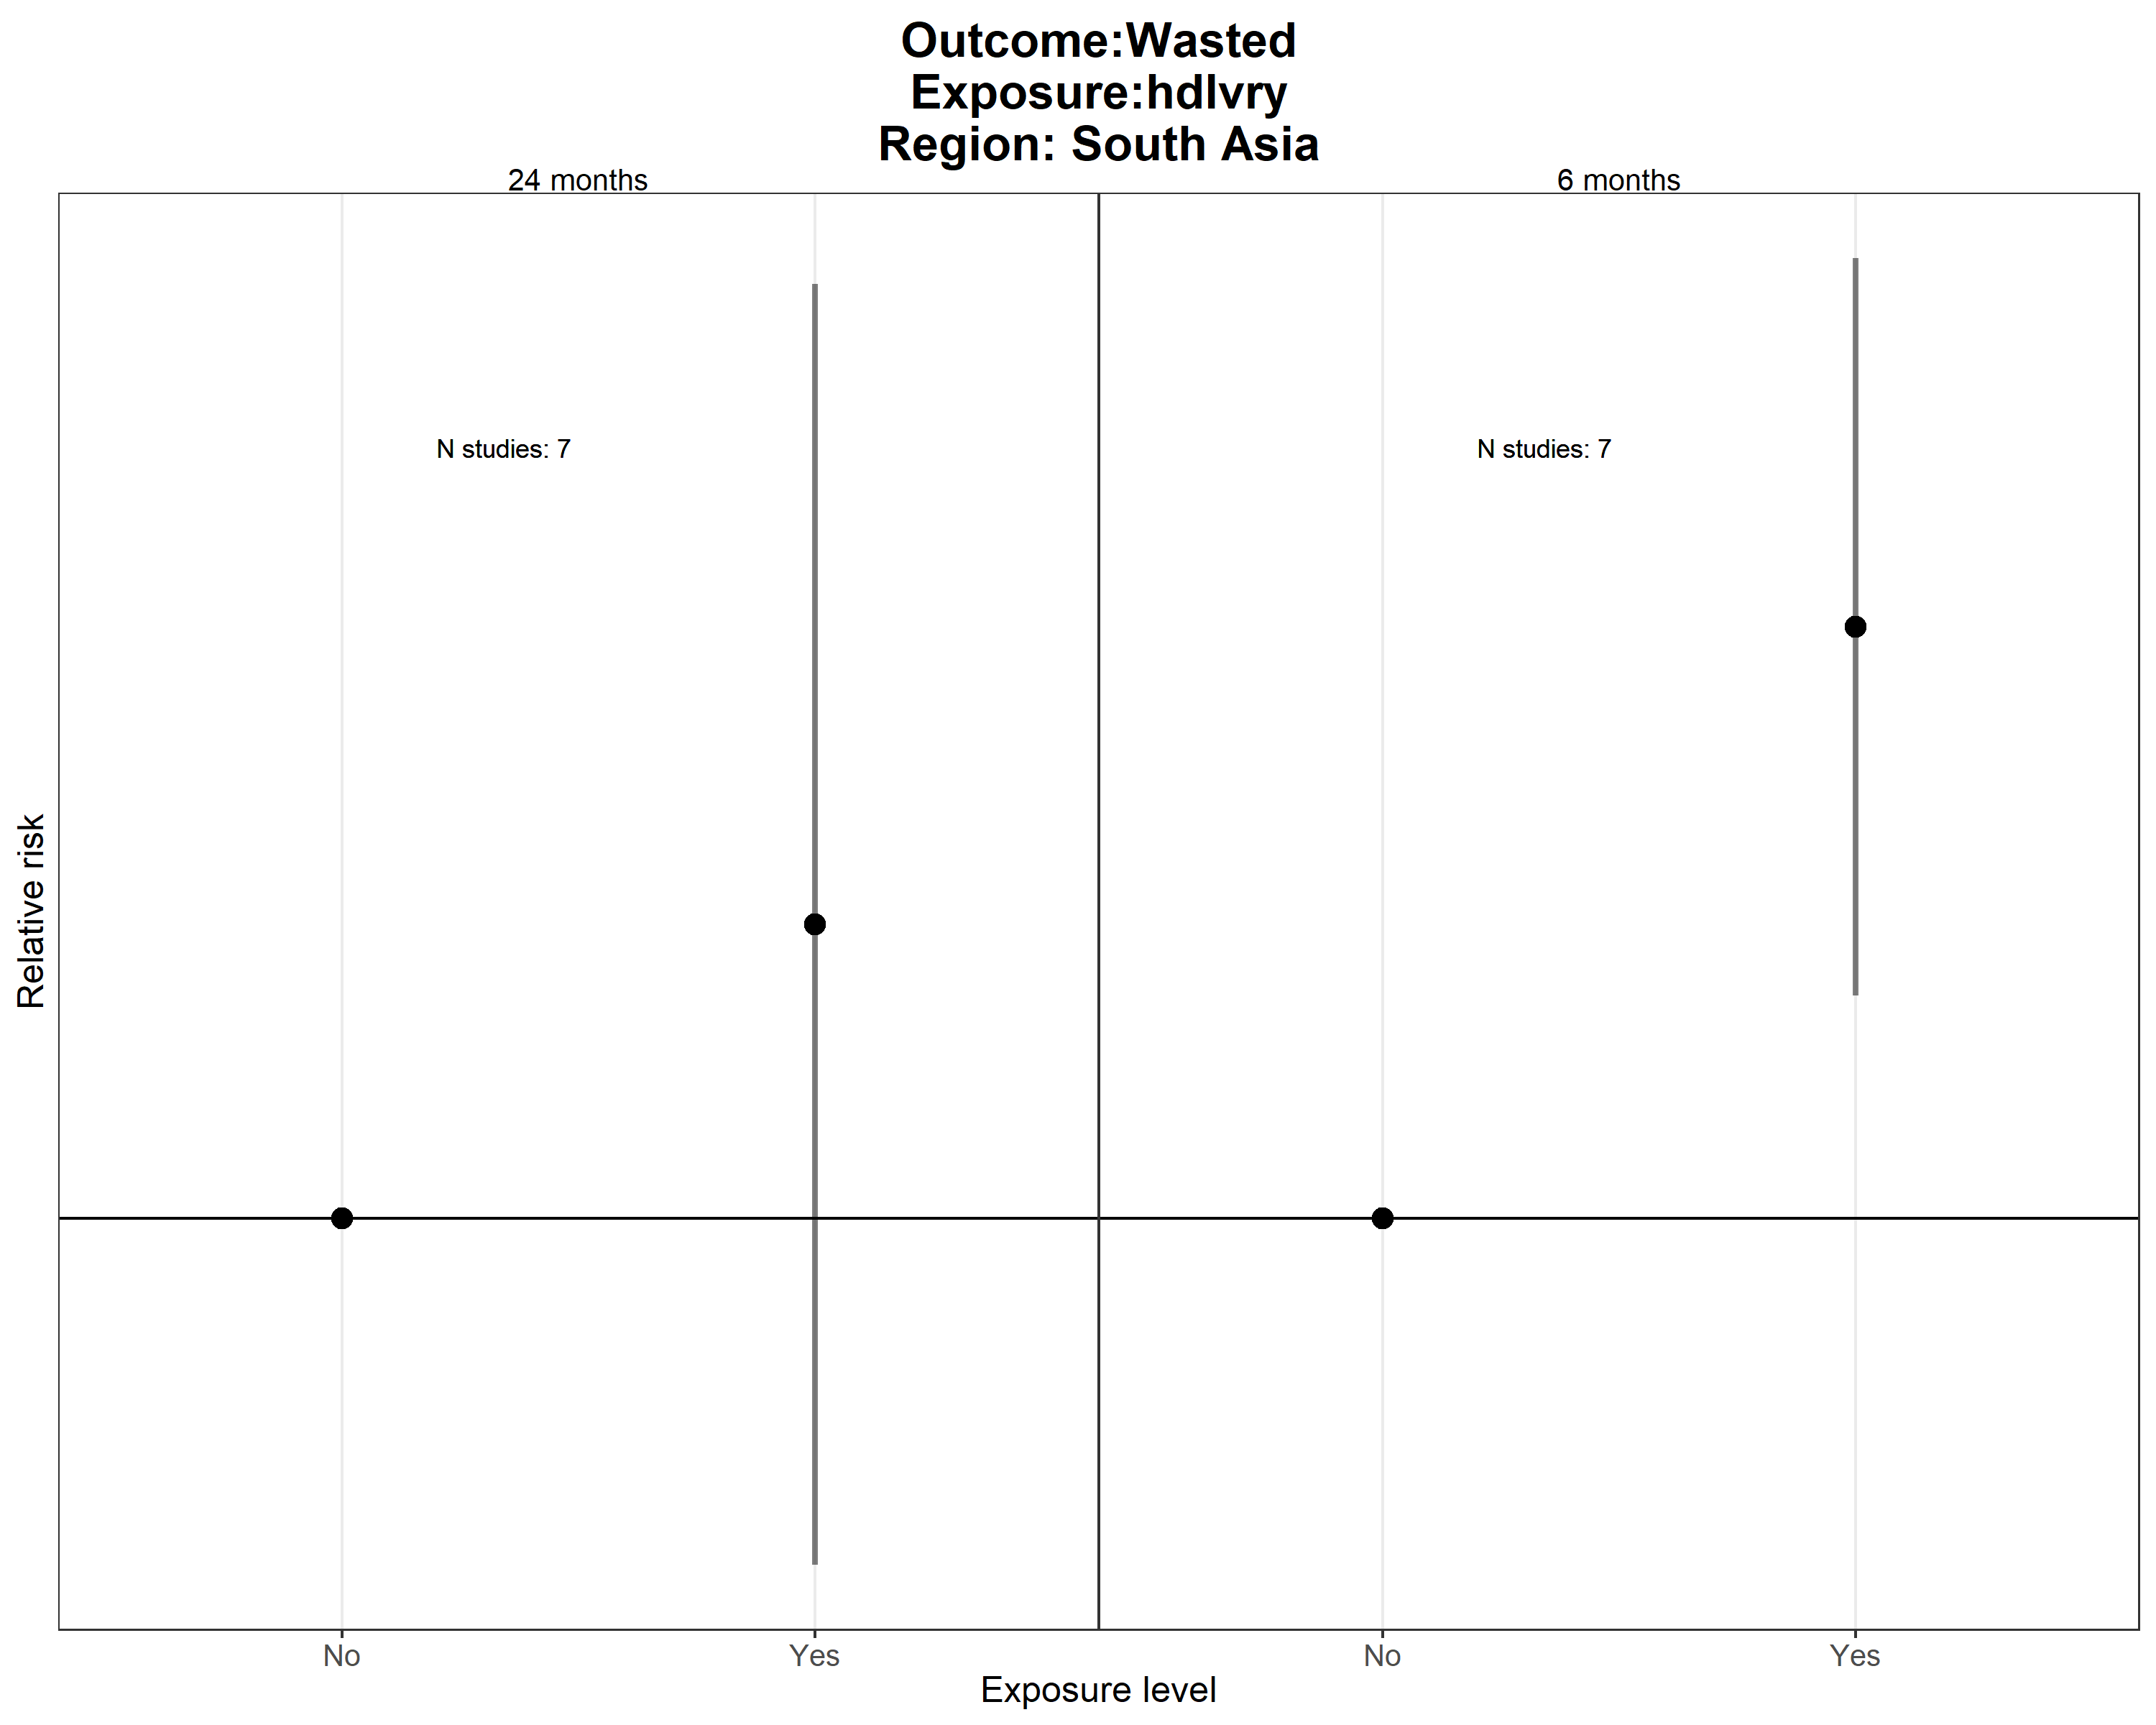 Outcome:Wasted
Exposure:hdlvry
Region: South Asia
24 months
6 months
N studies: 7
N studies: 7
Relative risk
No
Yes
No
Yes
Exposure level